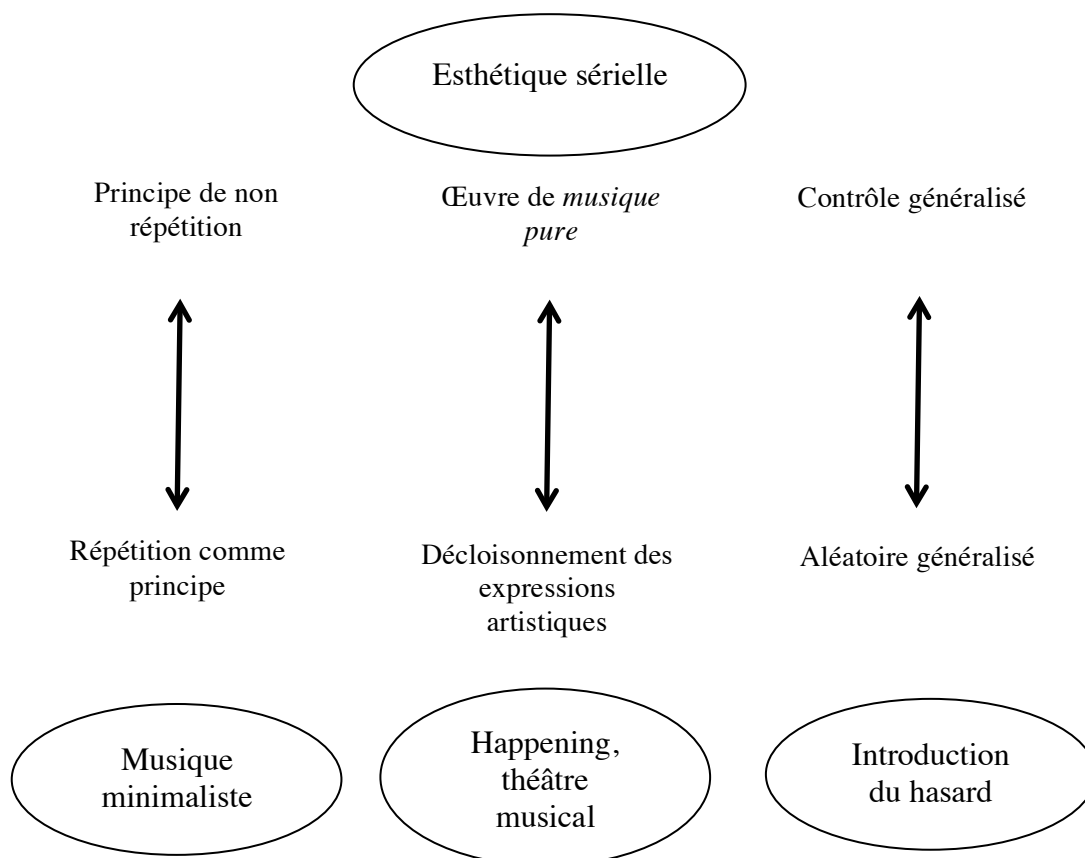 Esthétique sérielle
Principe de non
répétition
Œuvre de musique
pure
Contrôle généralisé
Répétition comme
principe
Décloisonnement des
expressions
artistiques
Aléatoire généralisé
Musique
minimaliste
Happening,
théâtre
musical
Introduction
du hasard